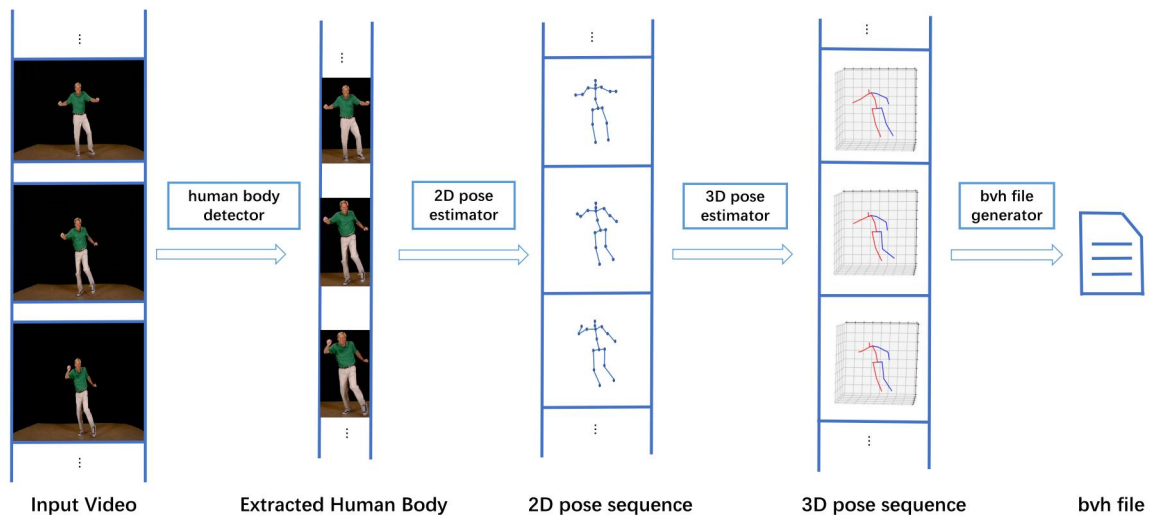 human body
detector
2D pose
estimator
3D pose
estimator
bvh file
generator
Input Video
Extracted Human Body
2D pose sequence
3D pose sequence
bvh file